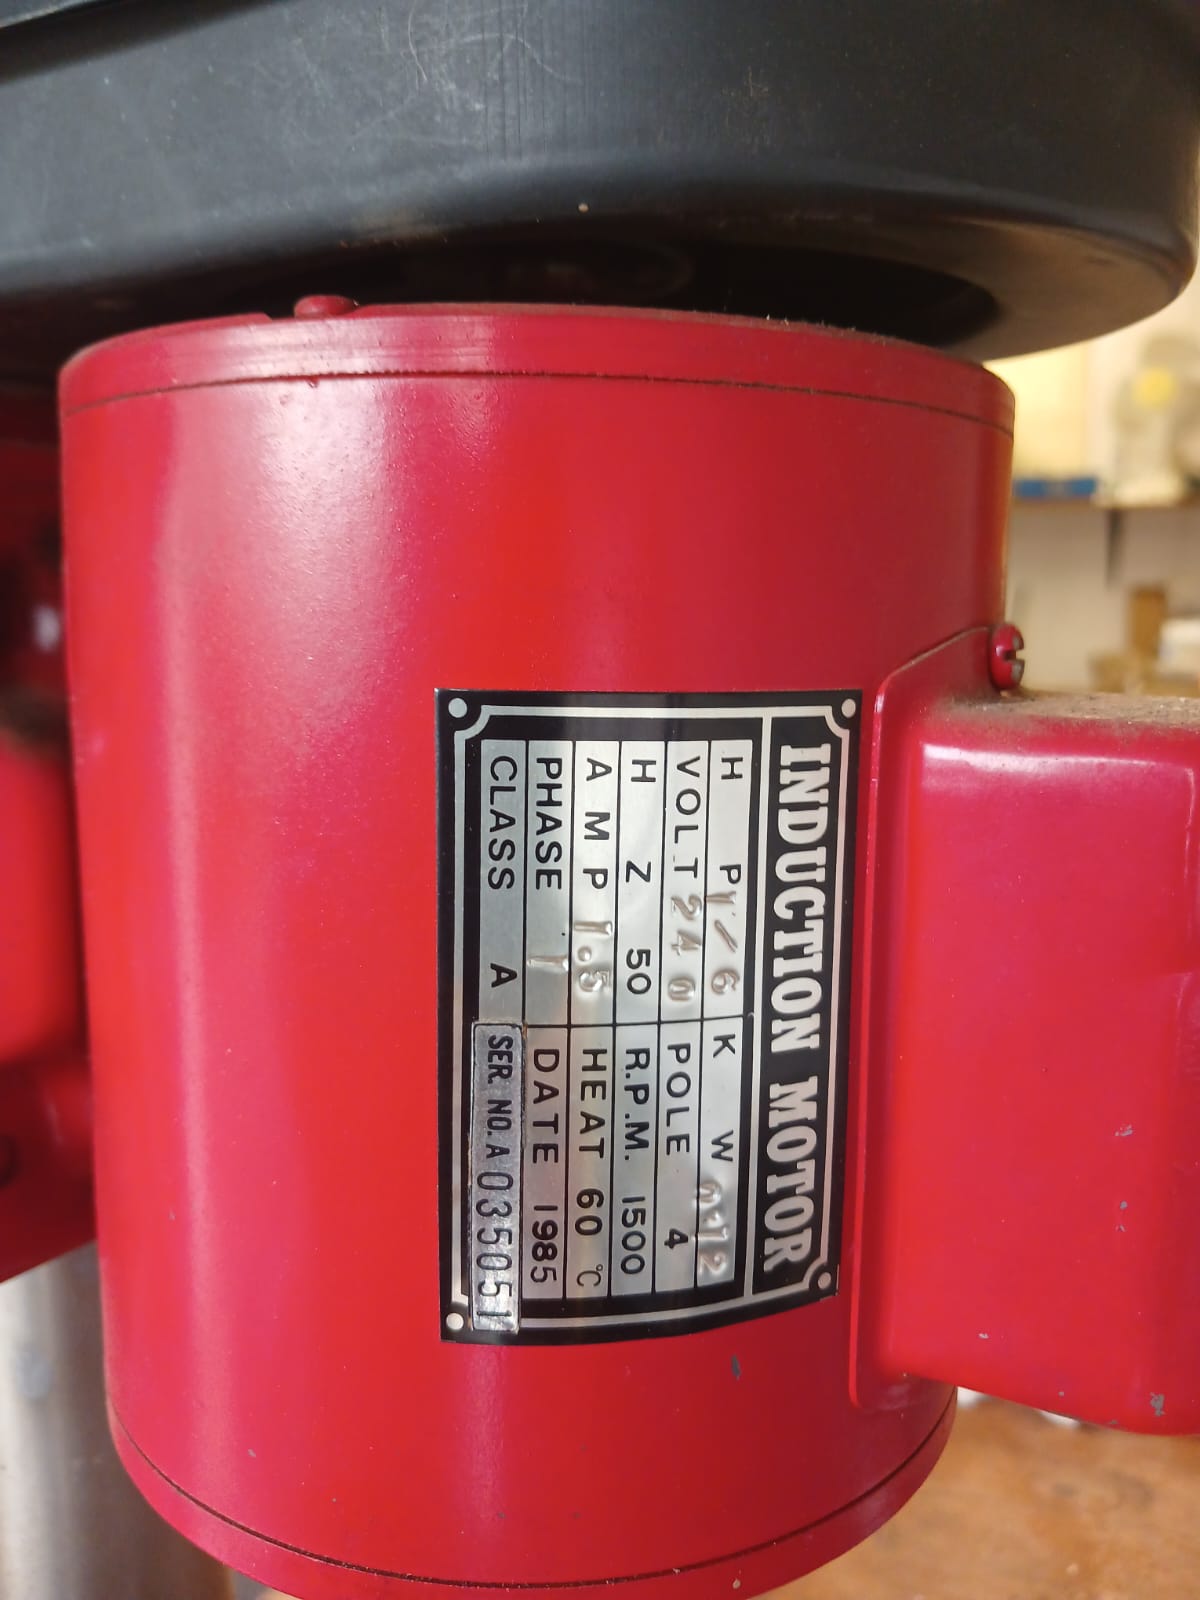 INDUCTION MOTOR
H P 1/6 K W 0.12
VOLT 240 POLE 4
H Z 50 R.P.M. 1500
A M P 1.5 HEAT 60 °C
PHASE 1 DATE 1985
CLASS A SER. NO. A 035051